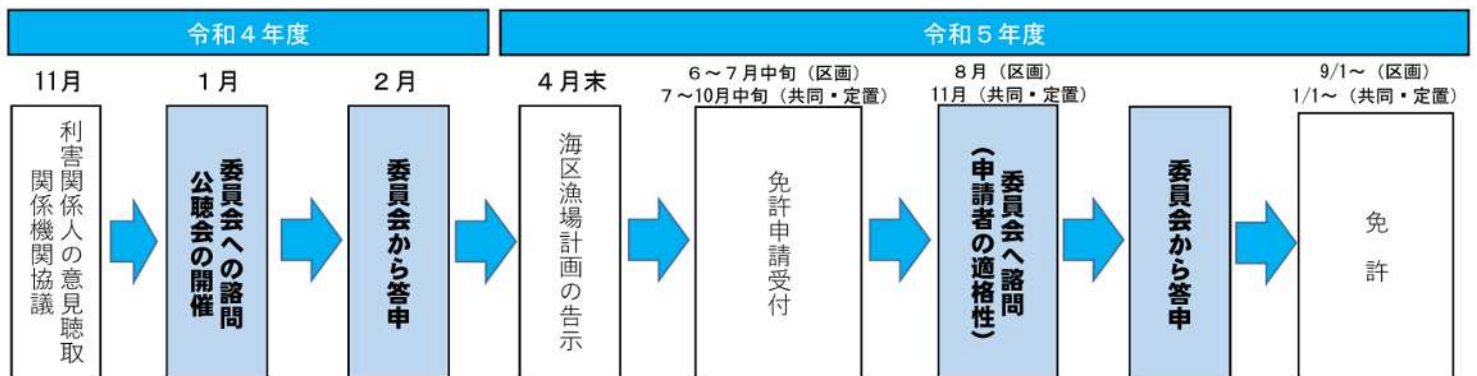 令和４年度
令和５年度
11月
１月
２月
４月末
６～７月中旬（区画）
７～10月中旬（共同・定置）
８月（区画）
11月（共同・定置）
9/1～（区画）
1/1～（共同・定置）
利害関係人の意見聴取
関係機関協議
委員会への諮問
公聴会の開催
委員会から答申
海区漁場計画の告示
免許申請受付
委員会へ諮問
（申請者の適格性）
委員会から答申
免許